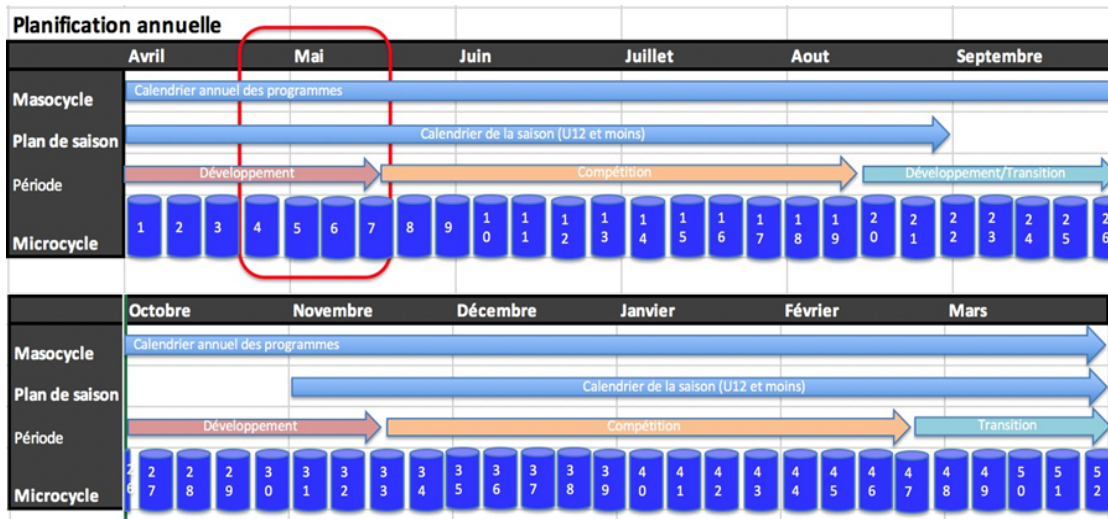 Planification annuelle
Avril Mai Juin Juillet Aout Septembre
Masocycle Calendrier annuel des programmes
Plan de saison Calendrier de la saison (U12 et moins)
Période Développement Compétition Développement/Transition
Microcycle 1 2 3 4 5 6 7 8 9 10 11 12 13 14 15 16 17 18 19 20 21 22 23 24 25 26
Octobre Novembre Décembre Janvier Février Mars
Masocycle Calendrier annuel des programmes
Plan de saison Calendrier de la saison (U12 et moins)
Période Développement Compétition Transition
Microcycle 26 27 28 29 30 31 32 33 34 35 36 37 38 39 40 41 42 43 44 45 46 47 48 49 50 51 52